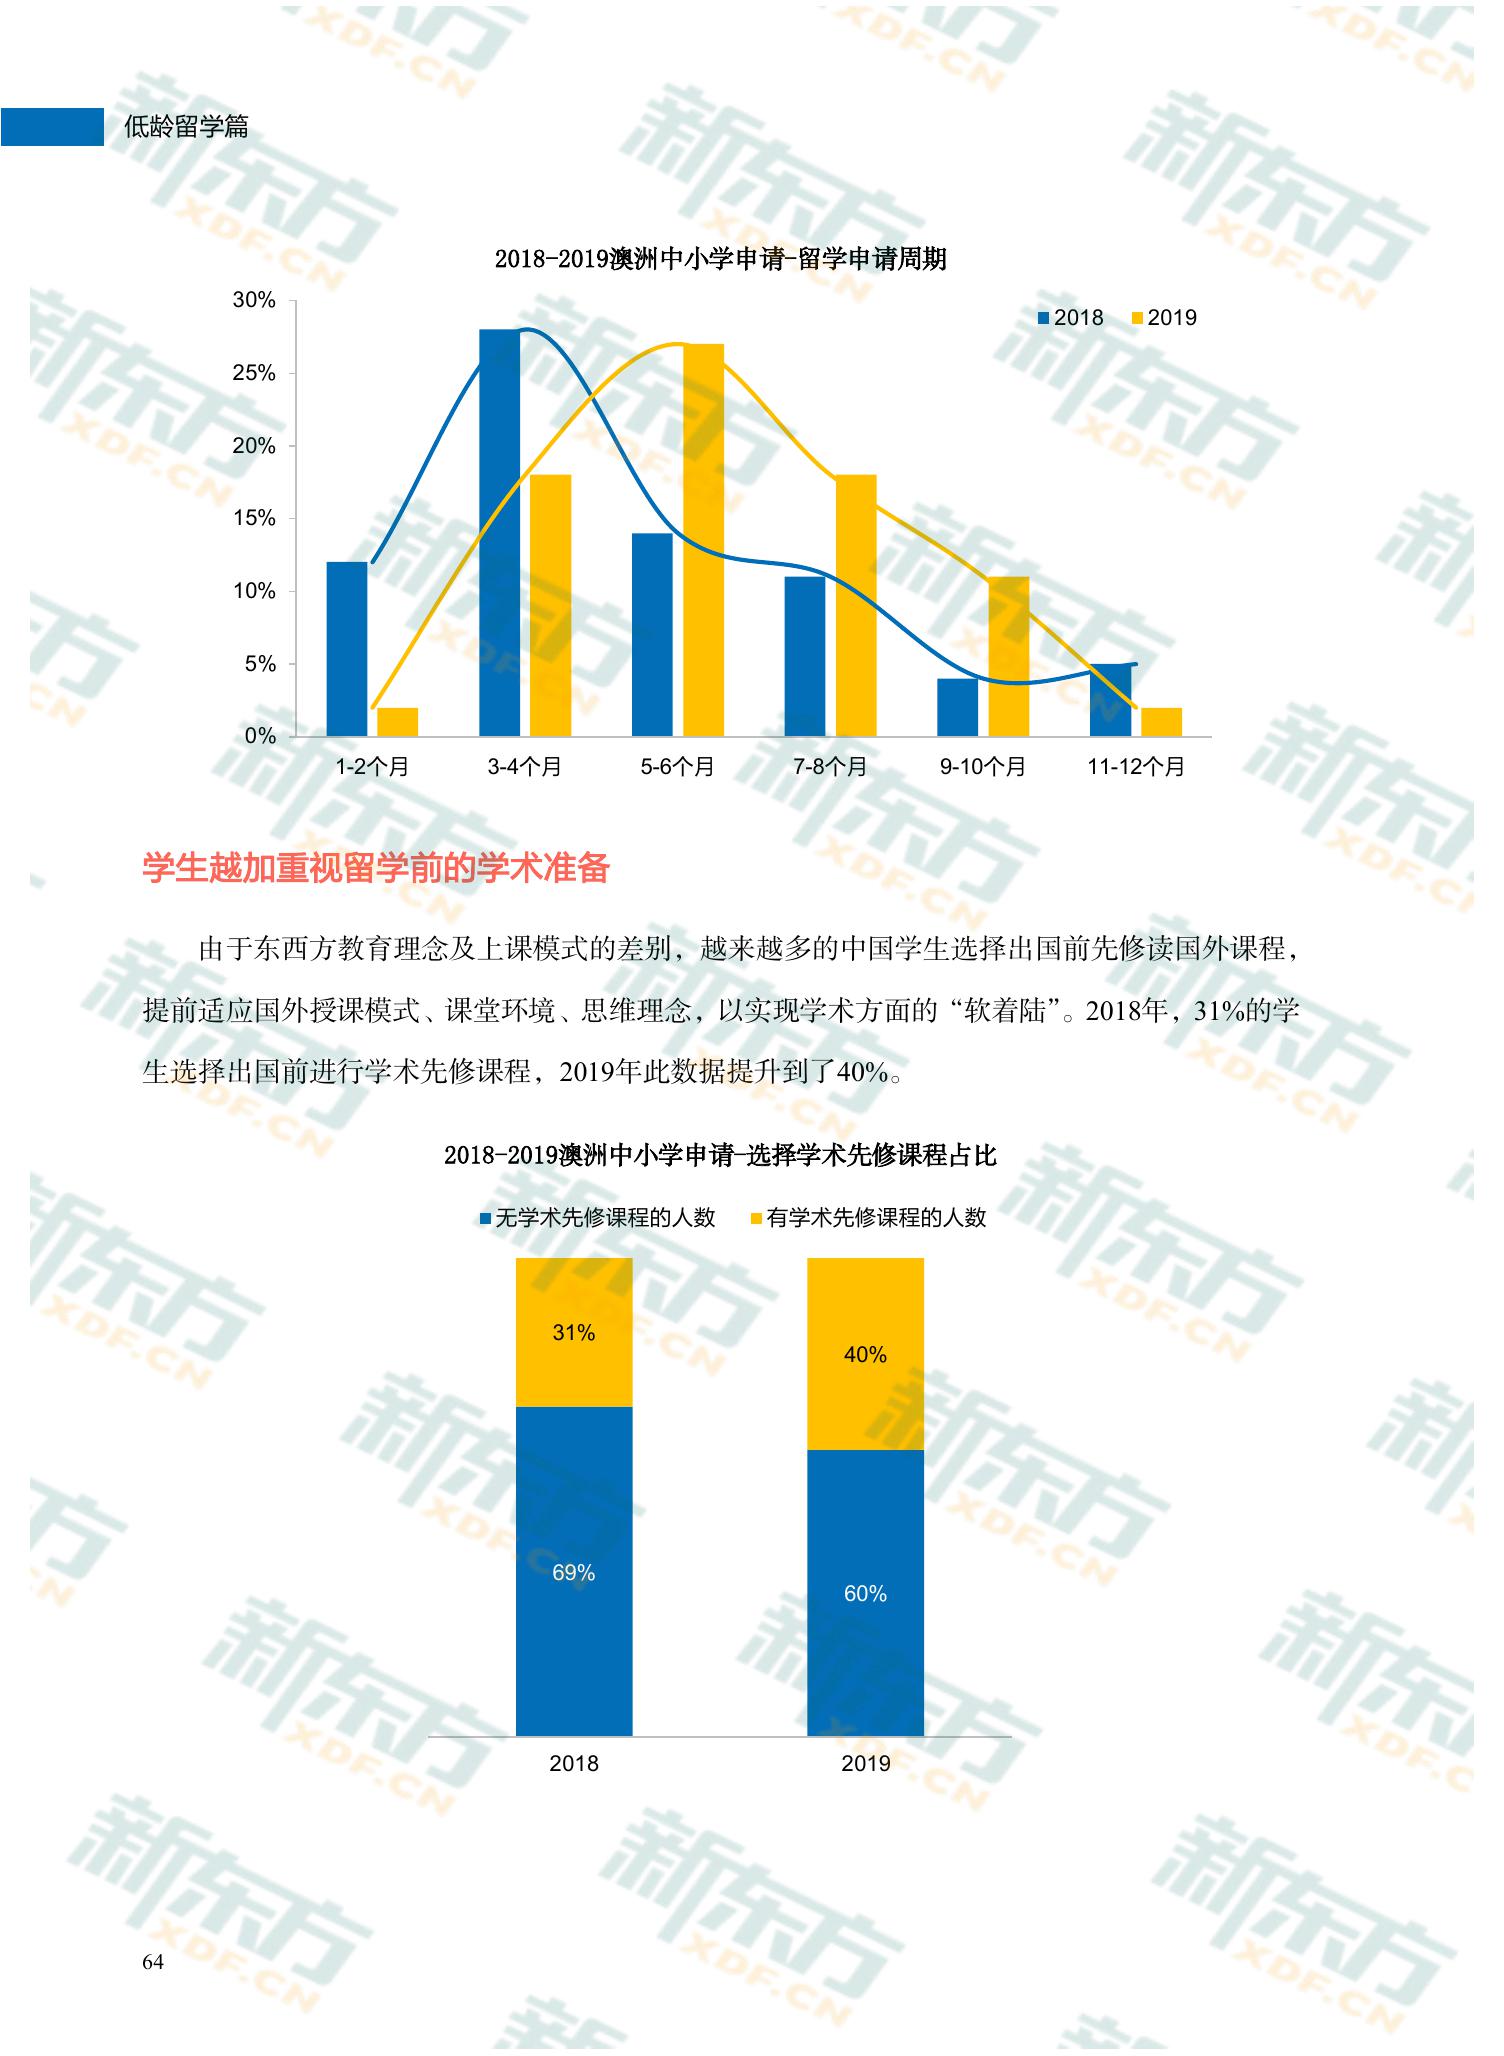 低龄留学篇
2018-2019澳洲中小学申请-留学申请周期
30%
2018 2019
25%
20%
15%
10%
5%
0%
1-2个月 3-4个月 5-6个月 7-8个月 9-10个月 11-12个月
学生越加重视留学前的学术准备
由于东西方教育理念及上课模式的差别，越来越多的中国学生选择出国前先修读国外课程，
提前适应国外授课模式、课堂环境、思维理念，以实现学术方面的“软着陆”。2018年，31%的学
生选择出国前进行学术先修课程，2019年此数据提升到了40%。
2018-2019澳洲中小学申请-选择学术先修课程占比
无学术先修课程的人数 有学术先修课程的人数
31% 40%
69% 60%
2018 2019
64
新东方
XDF.CN